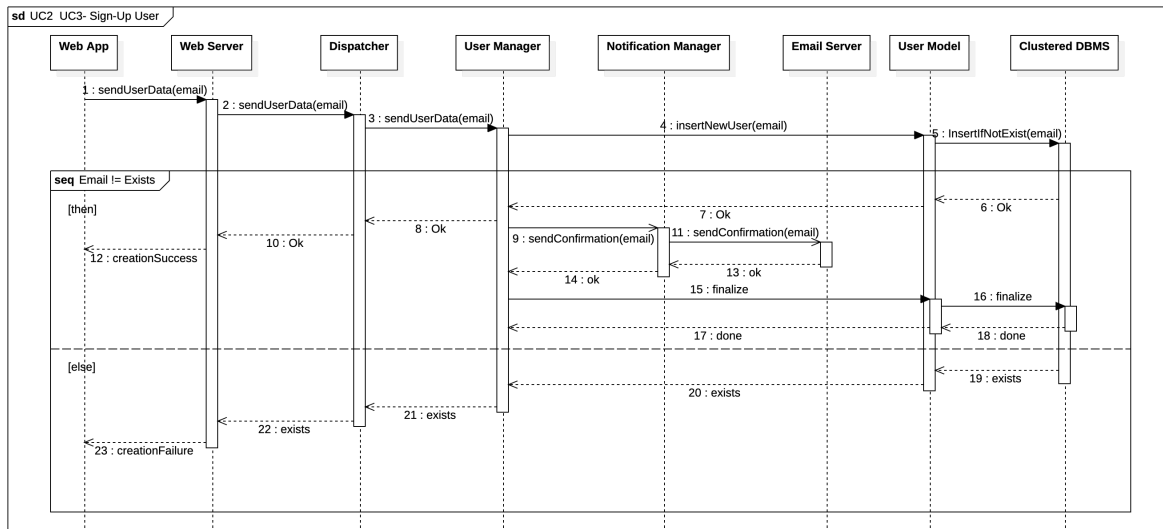 sd UC2 UC3- Sign-Up User
Web App
Web Server
Dispatcher
User Manager
Notification Manager
Email Server
User Model
Clustered DBMS
1 : sendUserData(email)
2 : sendUserData(email)
3 : sendUserData(email)
4 : insertNewUser(email)
5 : InsertIfNotExist(email)
seq Email != Exists
[then]
6 : Ok
7 : Ok
8 : Ok
9 : sendConfirmation(email)
10 : Ok
11 : sendConfirmation(email)
12 : creationSuccess
13 : ok
14 : ok
15 : finalize
16 : finalize
17 : done
18 : done
[else]
19 : exists
20 : exists
21 : exists
22 : exists
23 : creationFailure